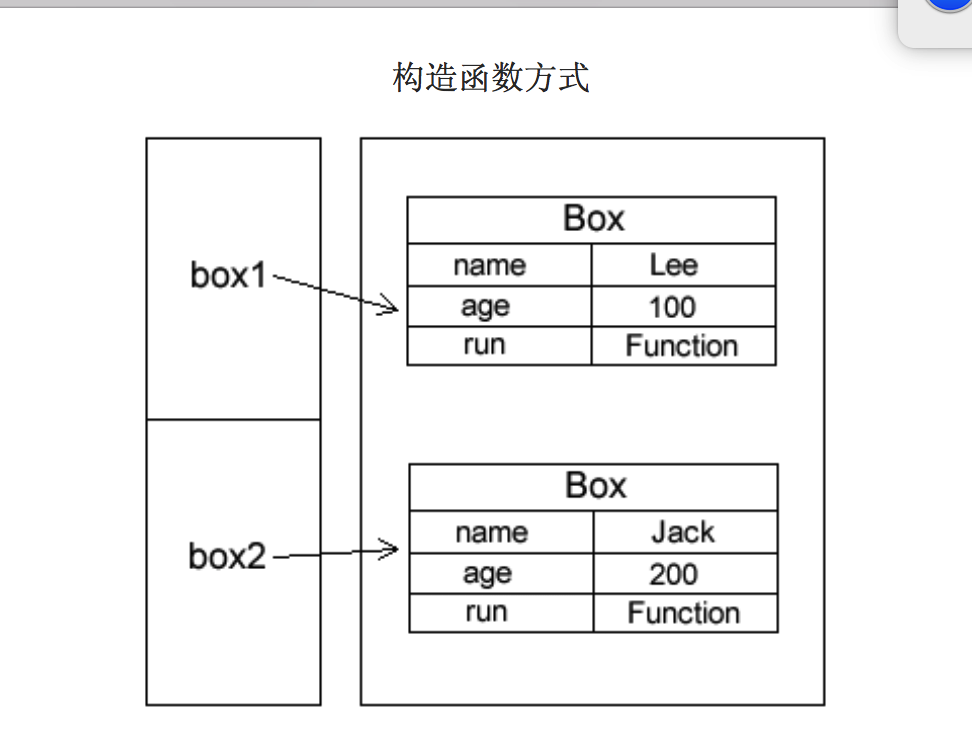 构造函数方式
box1
Box
name Lee
age 100
run Function
box2
Box
name Jack
age 200
run Function